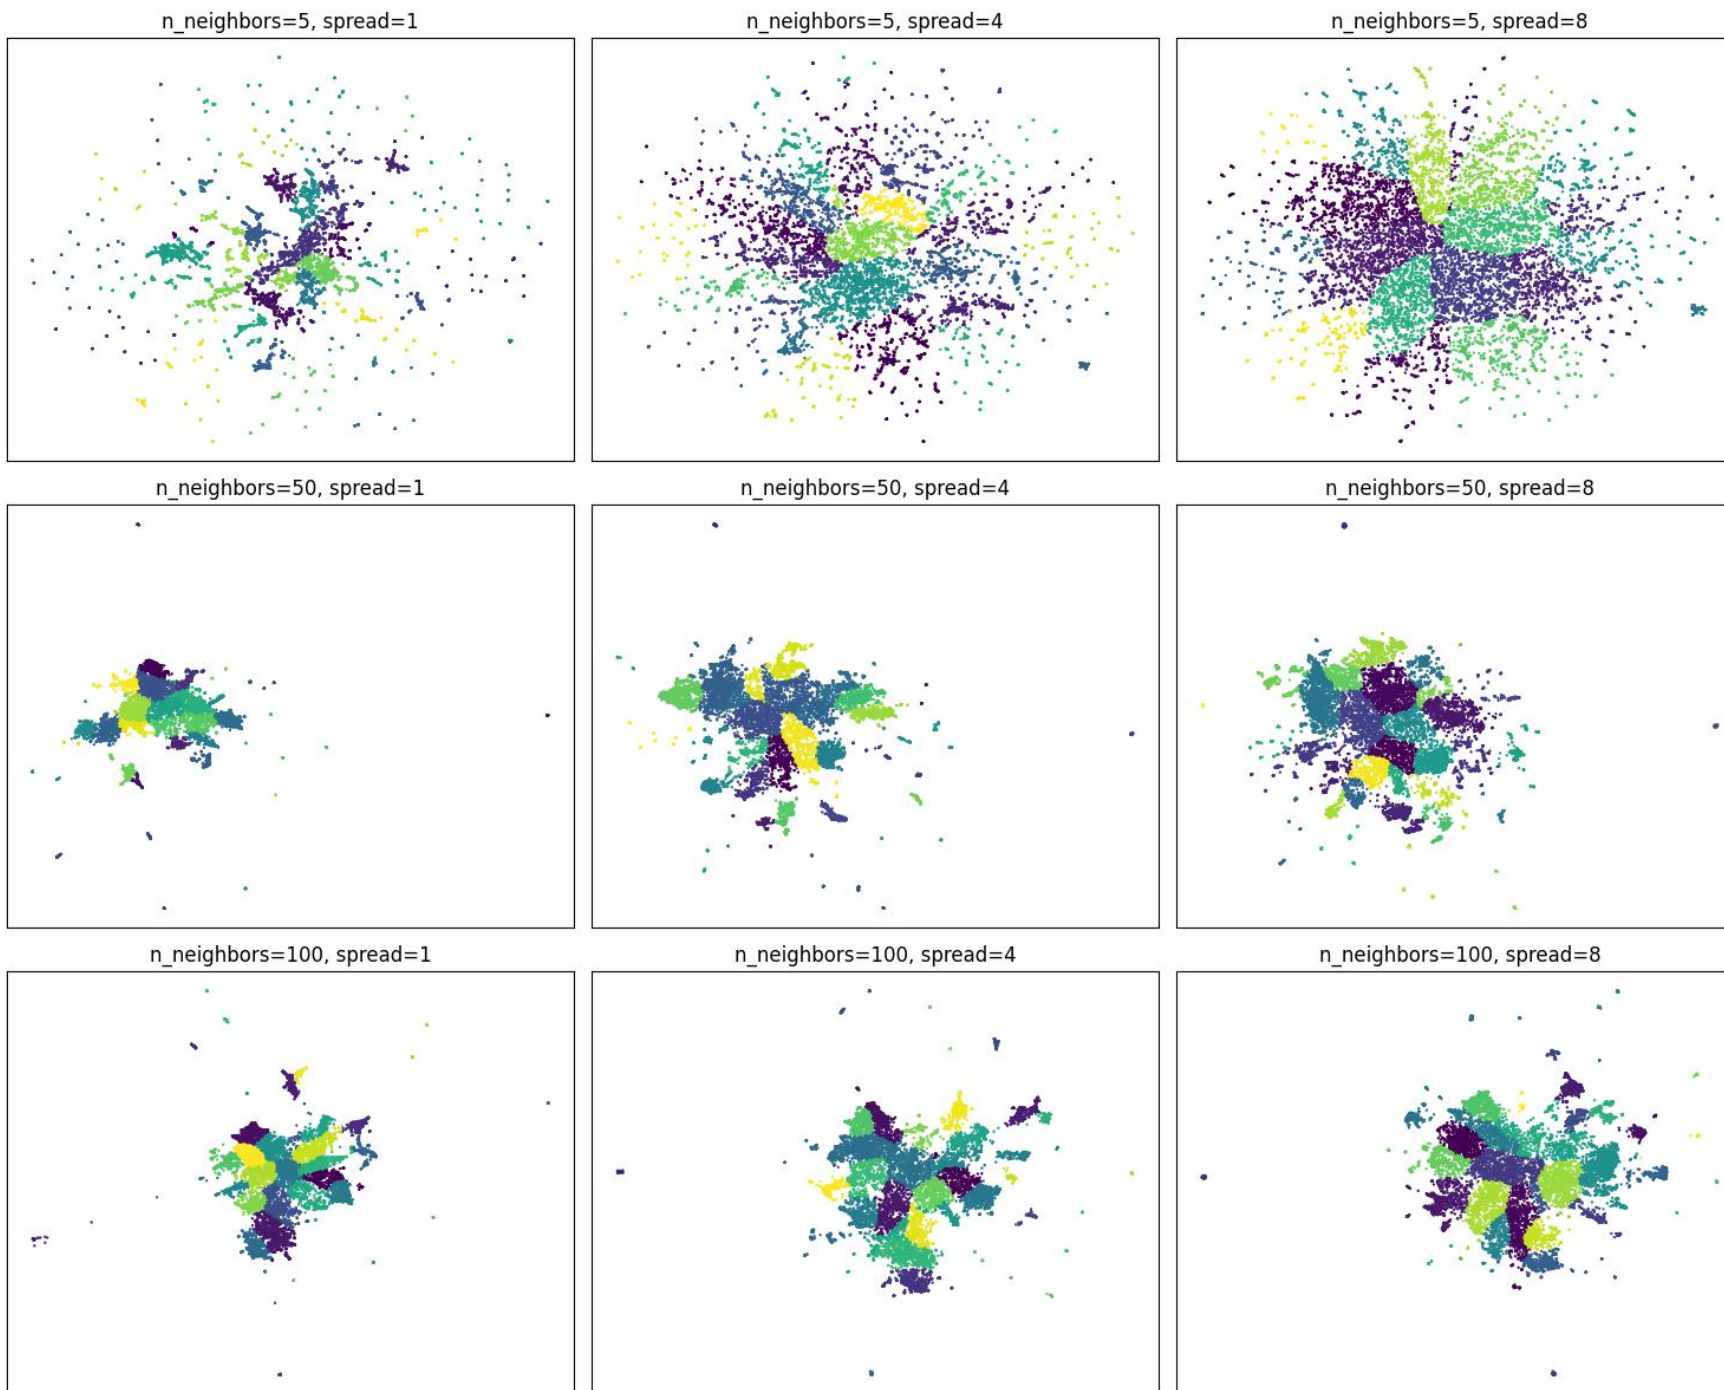 n_neighbors=5, spread=1
n_neighbors=5, spread=4
n_neighbors=5, spread=8
n_neighbors=50, spread=1
n_neighbors=50, spread=4
n_neighbors=50, spread=8
n_neighbors=100, spread=1
n_neighbors=100, spread=4
n_neighbors=100, spread=8